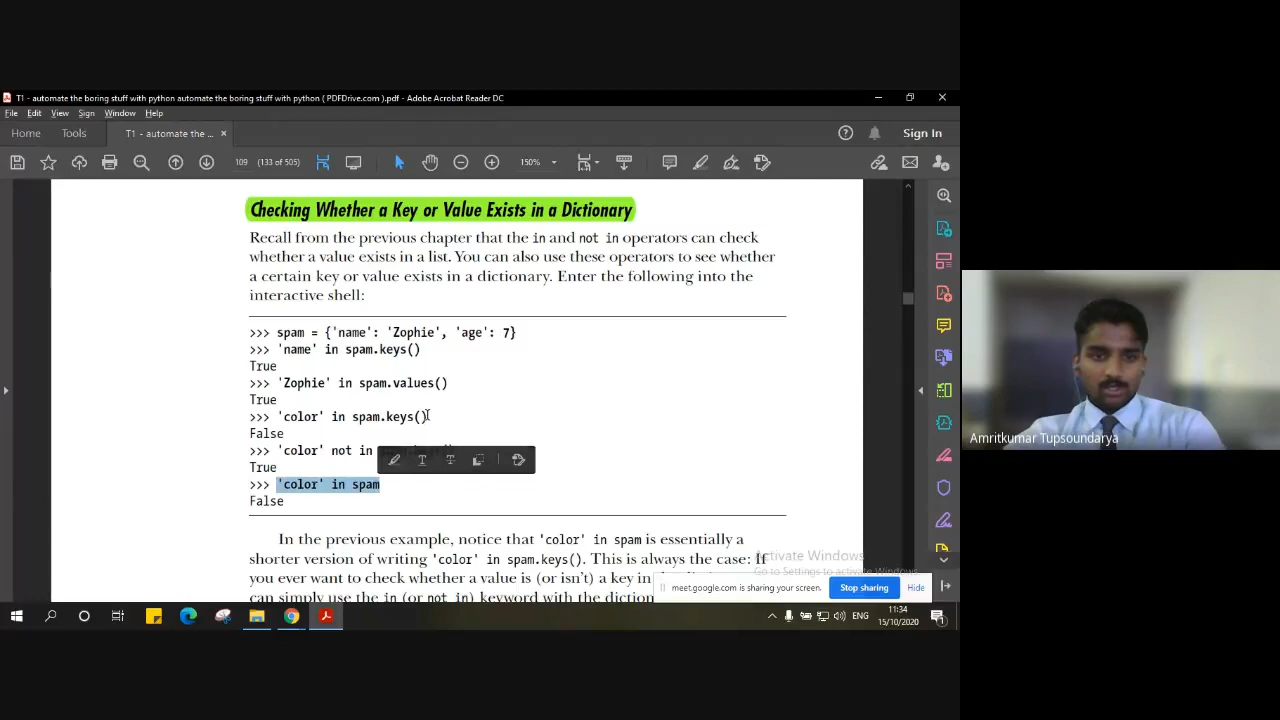 T1 - automate the boring stuff with python automate the boring stuff with python ( PDFDrive.com ).pdf - Adobe Acrobat Reader DC
File Edit View Sign Window Help
Home Tools T1 - automate the ... × Sign In
109 (133 of 505) 150%
Checking Whether a Key or Value Exists in a Dictionary
Recall from the previous chapter that the in and not in operators can check
whether a value exists in a list. You can also use these operators to see whether
a certain key or value exists in a dictionary. Enter the following into the
interactive shell:
>>> spam = {'name': 'Zophie', 'age': 7}
>>> 'name' in spam.keys()
True
>>> 'Zophie' in spam.values()
True
>>> 'color' in spam.keys()
False
>>> 'color' not in
True
>>> 'color' in spam
False
In the previous example, notice that 'color' in spam is essentially a
shorter version of writing 'color' in spam.keys(). This is always the case: If
you ever want to check whether a value is (or isn't) a key in
can simply use the in (or not in) keyword with the
Activate Windows
Go to Settings to activate Windows.
meet.google.com is sharing your screen. Stop sharing Hide
ENG 11:34
15/10/2020
Amritkumar Tupsoundarya